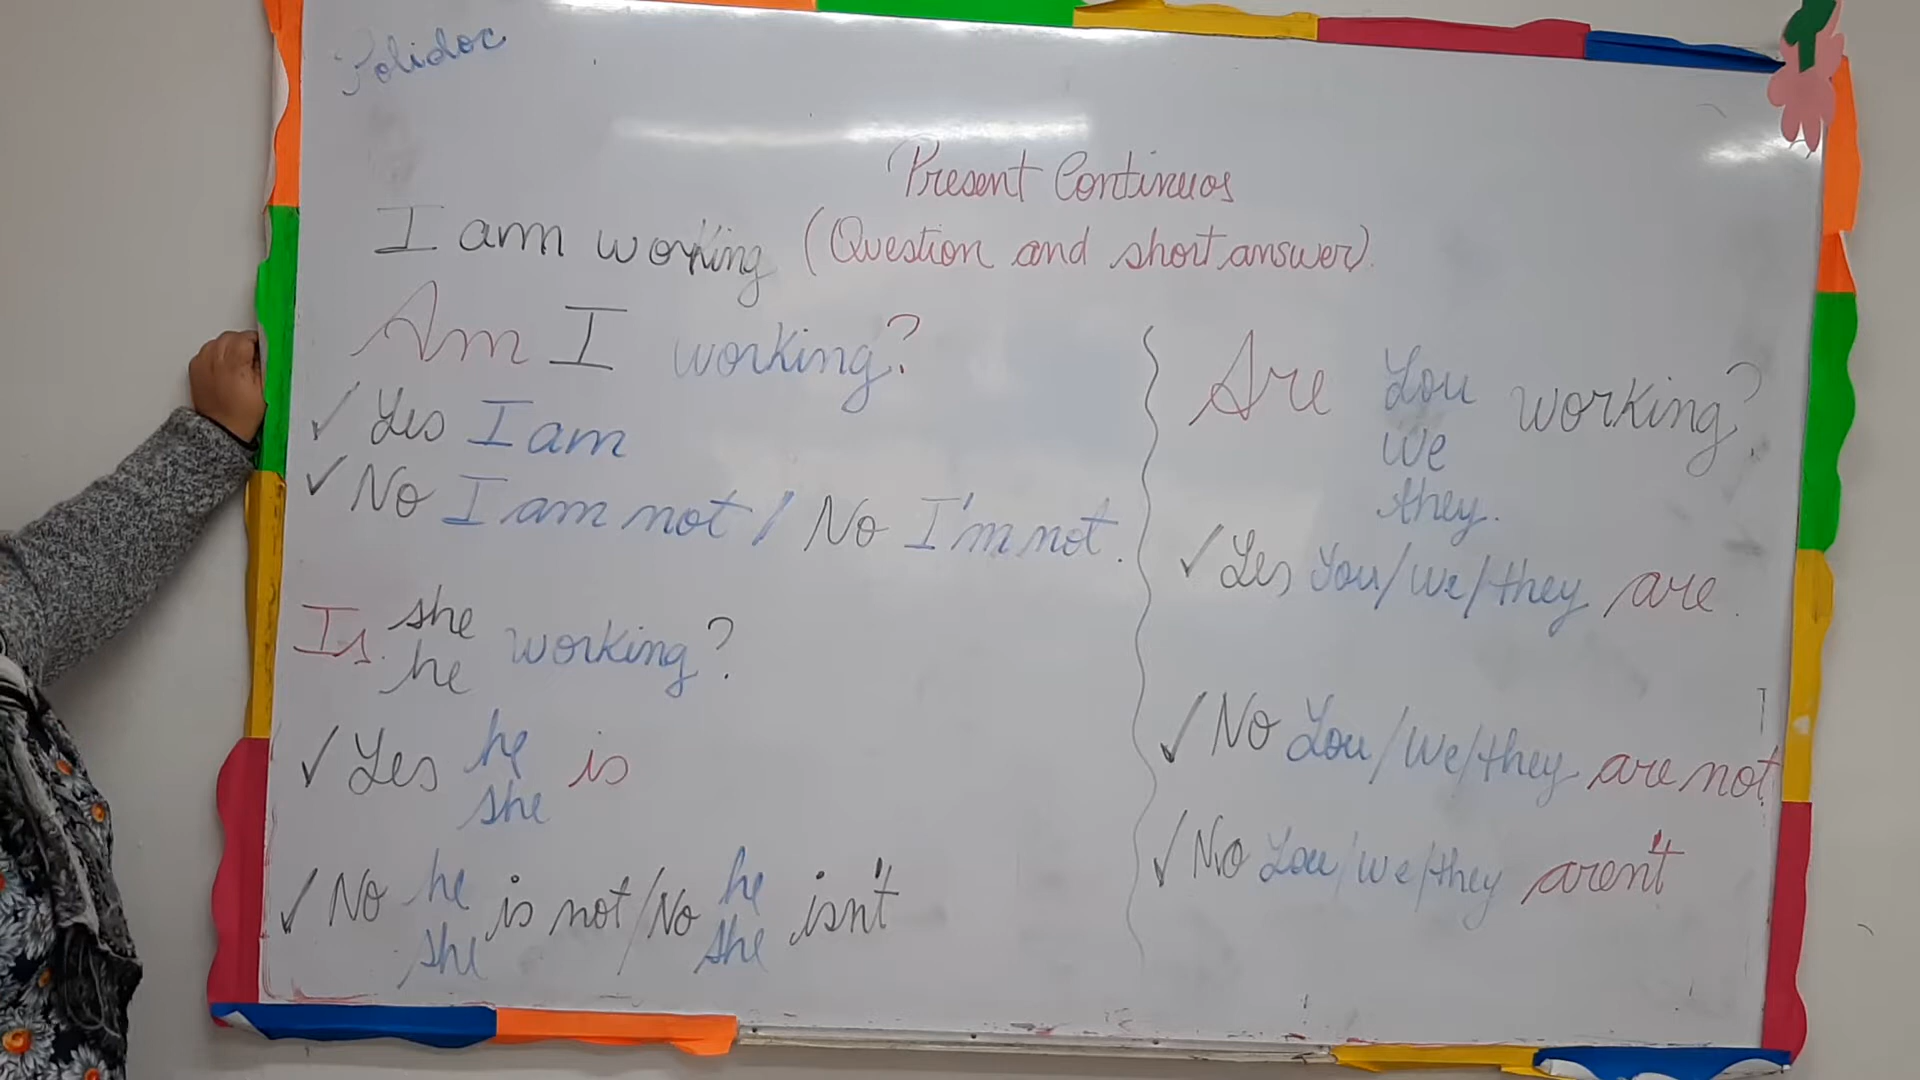 Polidoc
Present Continuos
I am working (Question and short answer).
Am I working?
✓ Yes I am
✓ No I am not / No I'm not.
Is she
he working?
✓ Yes he
she is
✓ No he
she is not / No he
she isn't
Are You working?
we
they.
✓ Yes You/we/they are.
✓ No You/We/they are not
✓ No You/we/they aren't